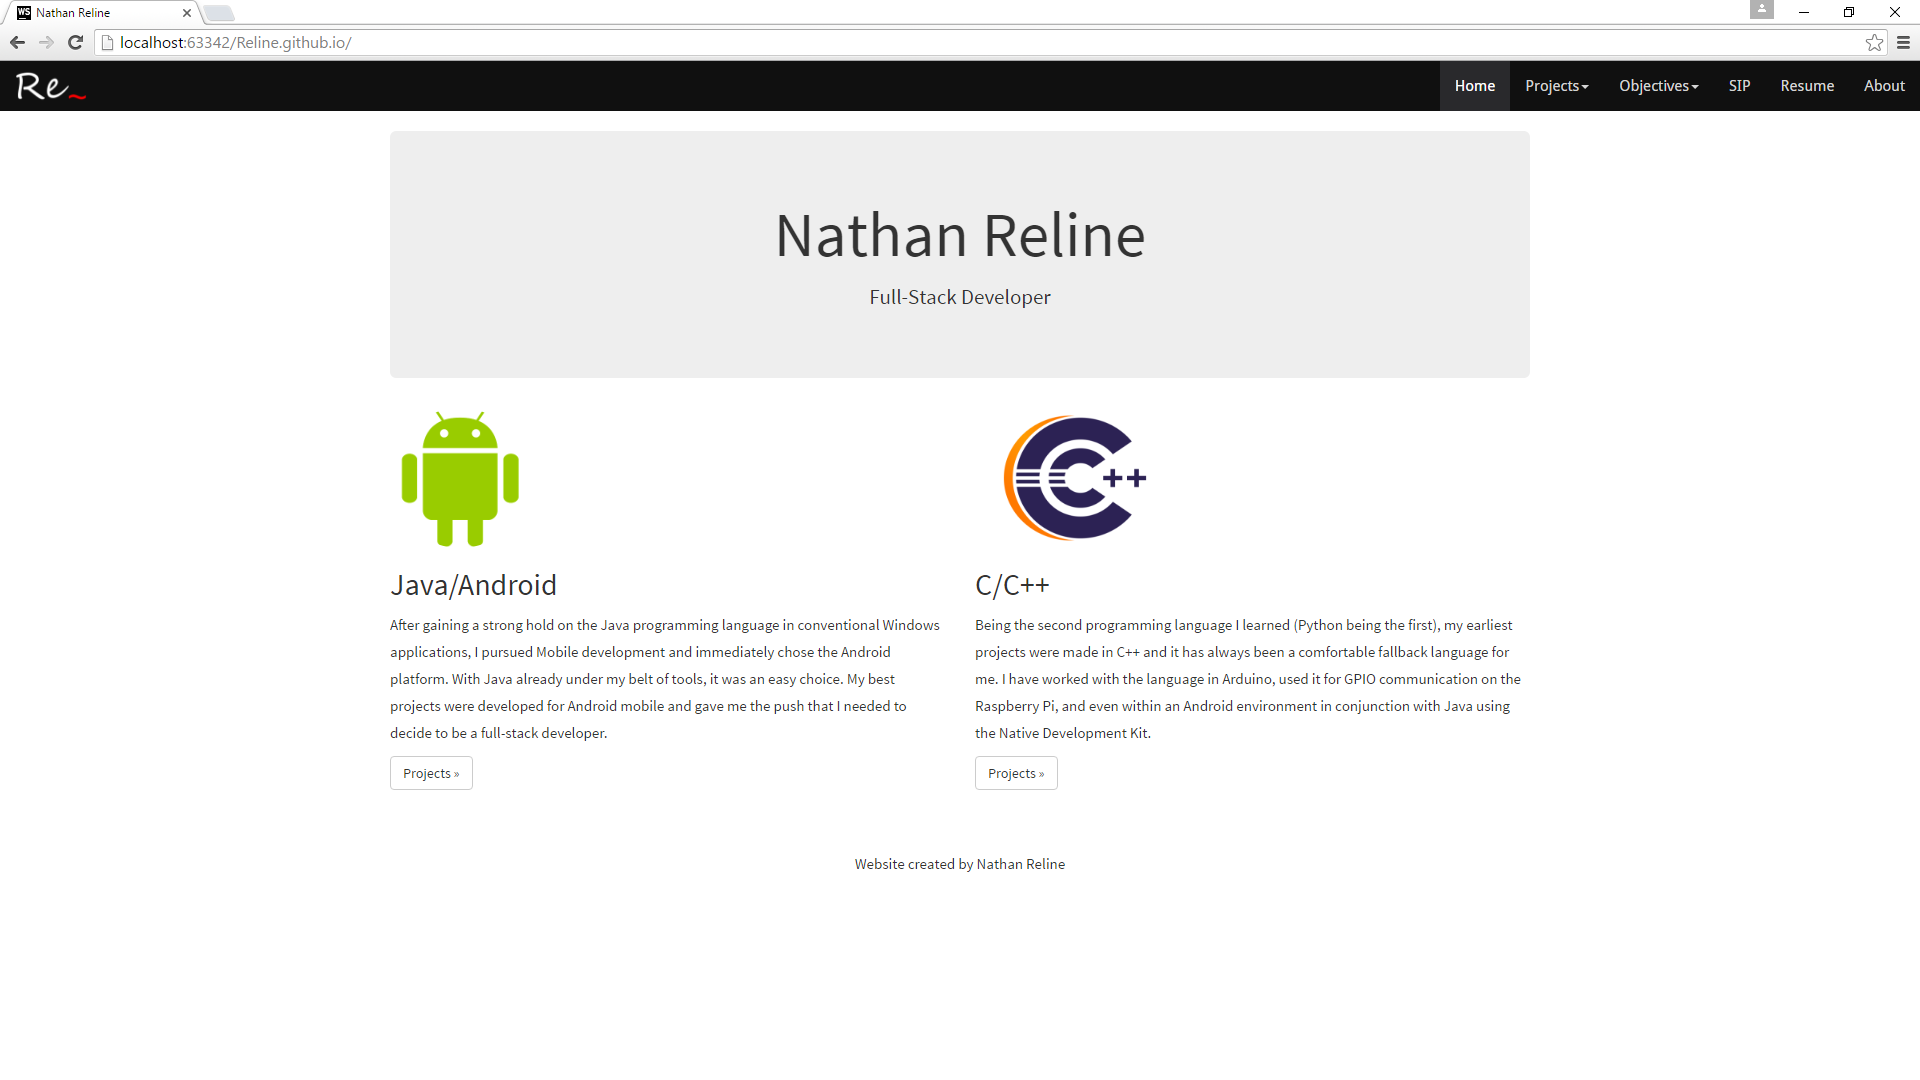 WS Nathan Reline
localhost:63342/Reline.github.io/
Re~
Home Projects Objectives SIP Resume About
Nathan Reline
Full-Stack Developer
C++
Java/Android
After gaining a strong hold on the Java programming language in conventional Windows
applications, I pursued Mobile development and immediately chose the Android
platform. With Java already under my belt of tools, it was an easy choice. My best
projects were developed for Android mobile and gave me the push that I needed to
decide to be a full-stack developer.
Projects »
C/C++
Being the second programming language I learned (Python being the first), my earliest
projects were made in C++ and it has always been a comfortable fallback language for
me. I have worked with the language in Arduino, used it for GPIO communication on the
Raspberry Pi, and even within an Android environment in conjunction with Java using
the Native Development Kit.
Projects »
Website created by Nathan Reline